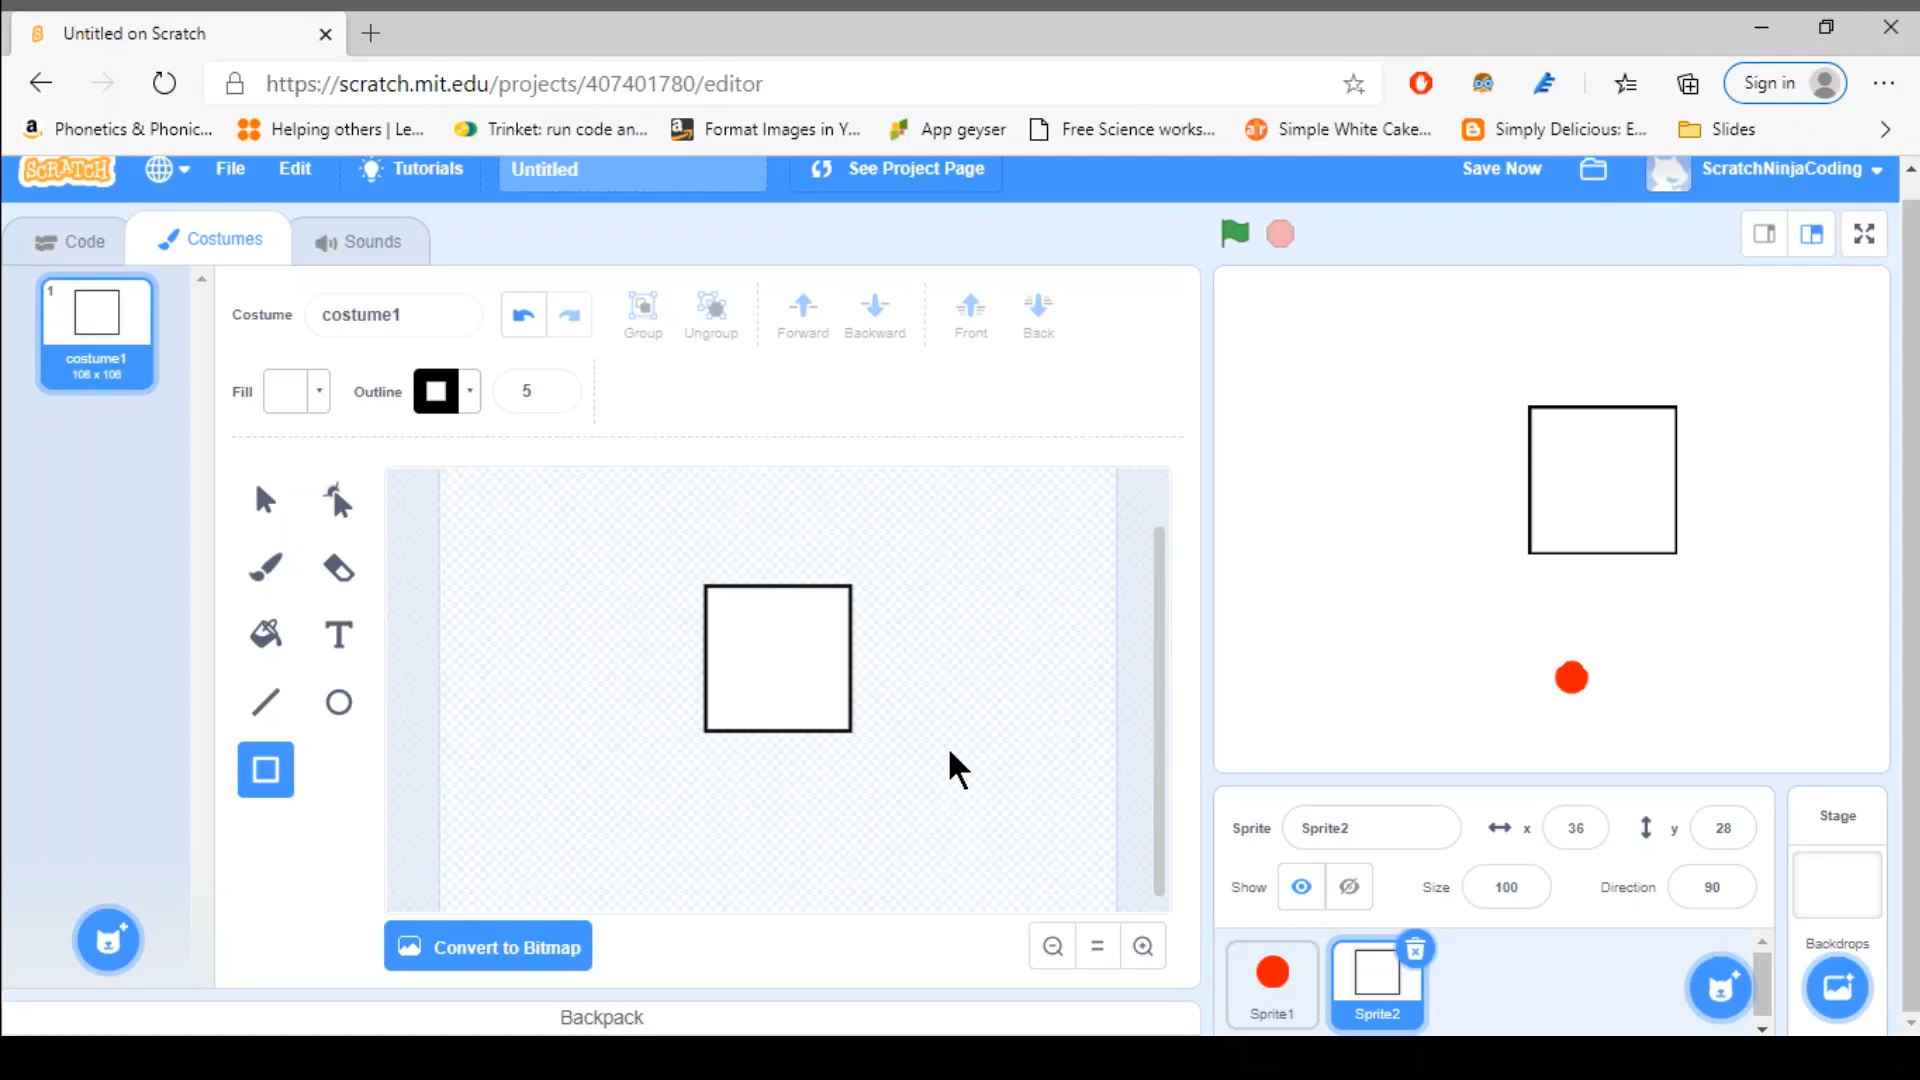 Untitled on Scratch
https://scratch.mit.edu/projects/407401780/editor
Sign in
Phonetics & Phonic...
Helping others | Le...
Trinket: run code an...
Format Images in Y...
App geyser
Free Science works...
Simple White Cake...
Simply Delicious: E...
Slides
SCRATCH
File
Edit
Tutorials
Untitled
See Project Page
Save Now
ScratchNinjaCoding
Code
Costumes
Sounds
1
costume1
106 x 106
Costume
costume1
Group
Ungroup
Forward
Backward
Front
Back
Fill
Outline
5
T
Convert to Bitmap
Backpack
Sprite
Sprite2
x
36
y
28
Show
Size
100
Direction
90
Sprite1
Sprite2
Stage
Backdrops